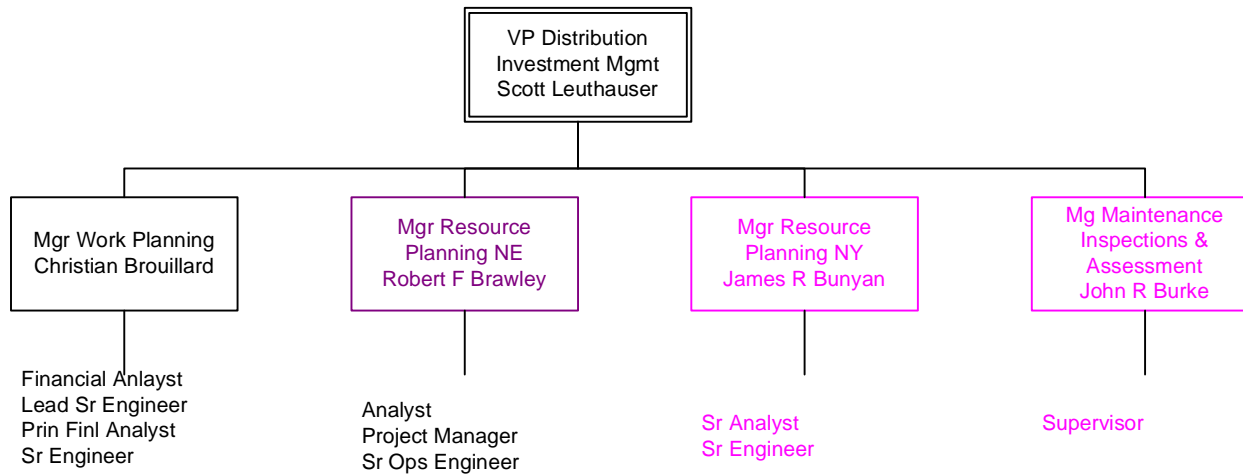 VP Distribution
Investment Mgmt
Scott Leuthauser
Mgr Work Planning
Christian Brouillard
Mgr Resource
Planning NE
Robert F Brawley
Mgr Resource
Planning NY
James R Bunyan
Mg Maintenance
Inspections &
Assessment
John R Burke
Financial Anlayst
Lead Sr Engineer
Prin Finl Analyst
Sr Engineer
Analyst
Project Manager
Sr Ops Engineer
Sr Analyst
Sr Engineer
Supervisor